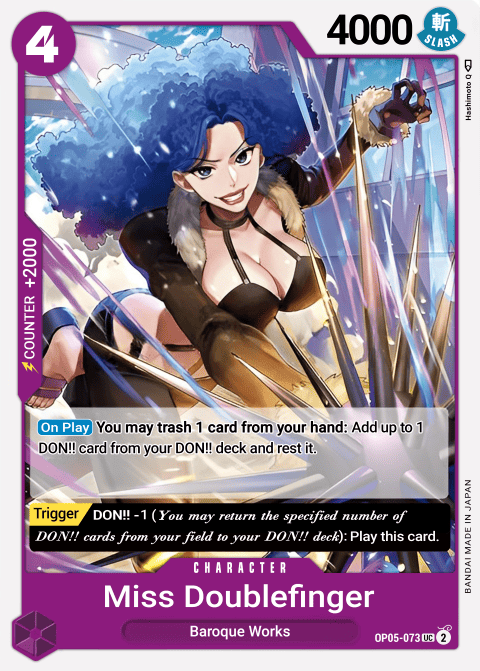 4
4000
斬
SLASH
Hashimoto Q
COUNTER +2000
On Play You may trash 1 card from your hand: Add up to 1
DON!! card from your DON!! deck and rest it.
Trigger DON!! -1 (You may return the specified number of
DON!! cards from your field to your DON!! deck): Play this card.
BANDAI MADE IN JAPAN
CHARACTER
Miss Doublefinger
Baroque Works
OP05-073 UC 2